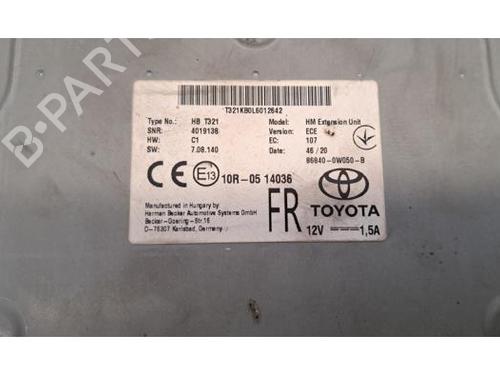 B-PARTS
T321KB0L6012642
Type No.: HB T321 Model: HM Extension Unit
SNR: 4019138 Version: ECE
HW: C1 EC: 107
SW: 7.08.140 Date: 46 / 20
86840-0W050-B
CE E13 10R-05 14036
Manufactured in Hungary by
Harman Becker Automotive Systems GmbH
Becker-Goering-Str.16
D-76307 Karlsbad, Germany
FR
TOYOTA
12V 1,5A